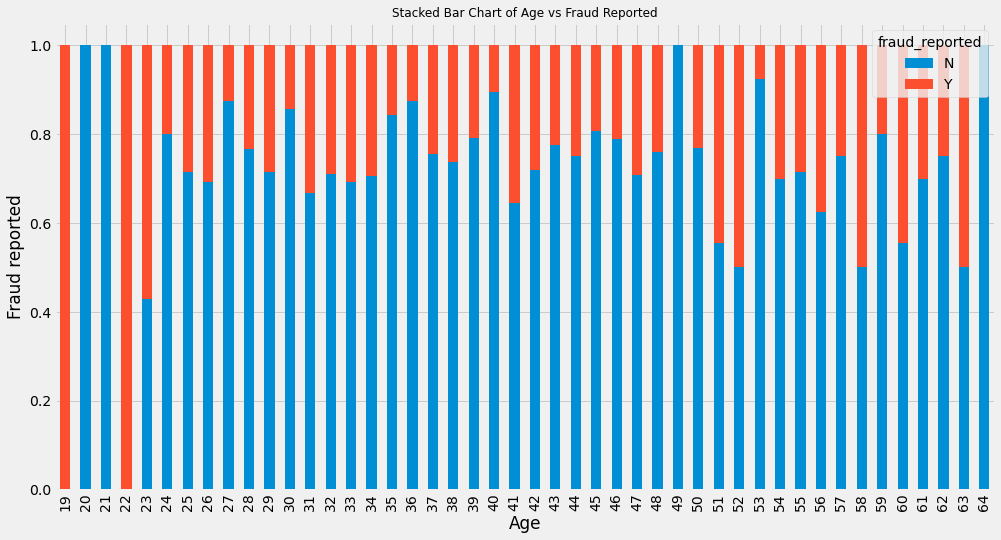 Stacked Bar Chart of Age vs Fraud Reported
fraud_reported
N
Y
1.0
0.8
0.6
0.4
0.2
0.0
Fraud reported
19 20 21 22 23 24 25 26 27 28 29 30 31 32 33 34 35 36 37 38 39 40 41 42 43 44 45 46 47 48 49 50 51 52 53 54 55 56 57 58 59 60 61 62 63 64
Age